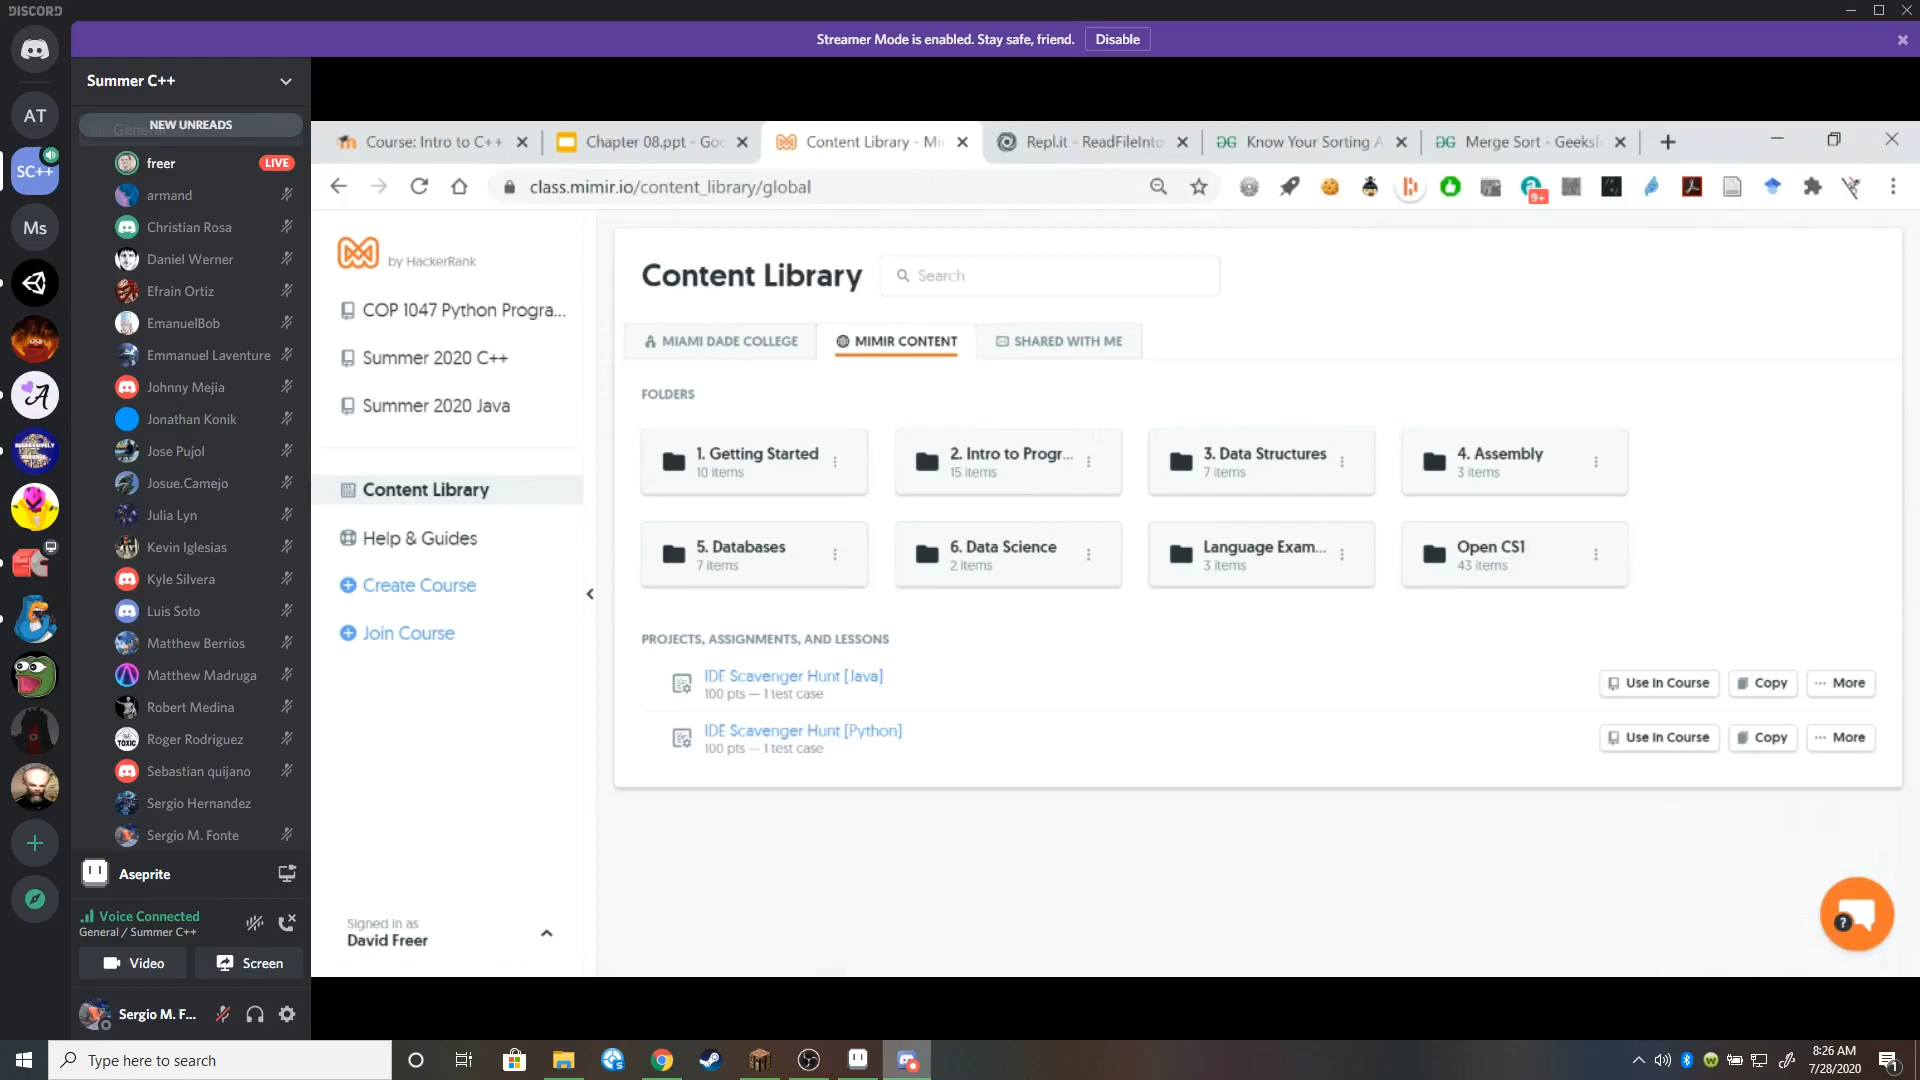 DISCORD
Streamer Mode is enabled. Stay safe, friend.
Disable
Summer C++
NEW UNREADS
AT
SC++
Ms
freer
LIVE
armand
Christian Rosa
Daniel Werner
Efrain Ortiz
EmanuelBob
Emmanuel Laventure
Johnny Mejia
Jonathan Konik
Jose Pujol
Josue.Camejo
Julia Lyn
Kevin Iglesias
Kyle Silvera
Luis Soto
Matthew Berrios
Matthew Madruga
Robert Medina
Roger Rodriguez
TOXIC
Sebastian quijano
Sergio Hernandez
Sergio M. Fonte
Aseprite
Voice Connected
General / Summer C++
Video
Screen
Sergio M. F...
Course: Intro to C++
Chapter 08.ppt - Goo
Content Library - Mi
Repl.it - ReadFileInto
Know Your Sorting A
Merge Sort - Geeksf
class.mimir.io/content_library/global
9+
by HackerRank
COP 1047 Python Progra...
Summer 2020 C++
Summer 2020 Java
Content Library
Help & Guides
Create Course
Join Course
Signed in as
David Freer
Content Library
Search
MIAMI DADE COLLEGE
MIMIR CONTENT
SHARED WITH ME
FOLDERS
1. Getting Started
10 items
2. Intro to Progr...
15 items
3. Data Structures
7 items
4. Assembly
3 items
5. Databases
7 items
6. Data Science
2 items
Language Exam...
3 items
Open CS1
43 items
PROJECTS, ASSIGNMENTS, AND LESSONS
IDE Scavenger Hunt [Java]
100 pts — 1 test case
Use in Course
Copy
More
IDE Scavenger Hunt [Python]
100 pts — 1 test case
Use in Course
Copy
More
Type here to search
8:26 AM
7/28/2020
1